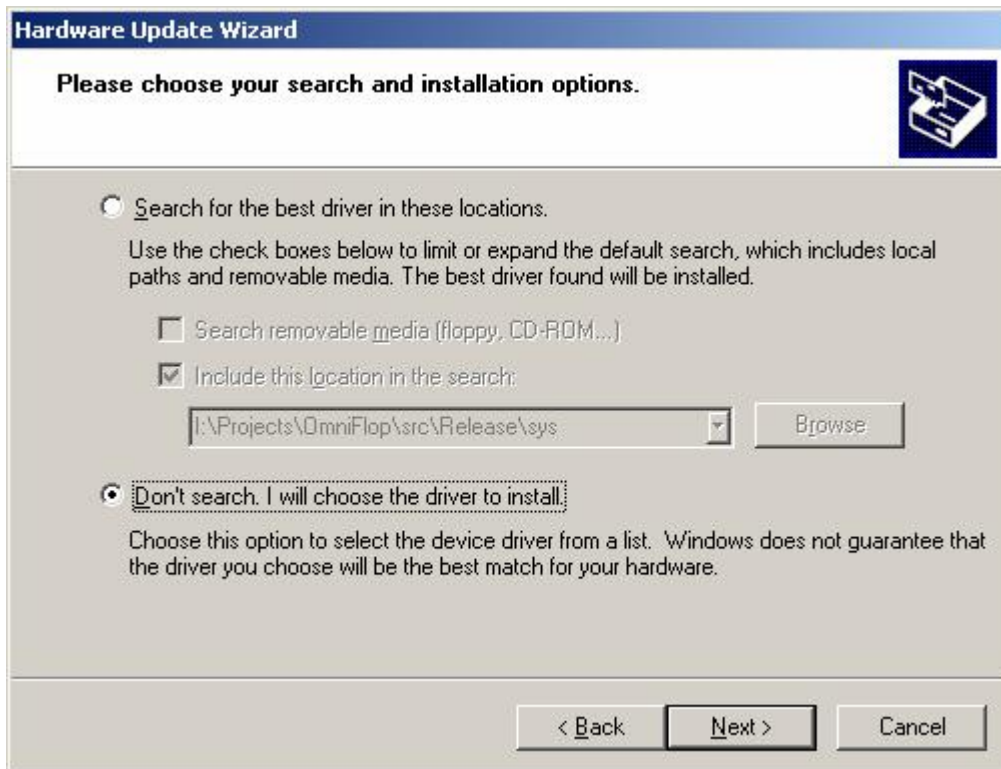 Hardware Update Wizard
Please choose your search and installation options.
Search for the best driver in these locations.
Use the check boxes below to limit or expand the default search, which includes local
paths and removable media. The best driver found will be installed.
Search removable media (floppy, CD-ROM...)
Include this location in the search:
I:\Projects\OmniFlop\src\Release\sys
Browse
Don't search. I will choose the driver to install.
Choose this option to select the device driver from a list.  Windows does not guarantee that
the driver you choose will be the best match for your hardware.
< Back
Next >
Cancel